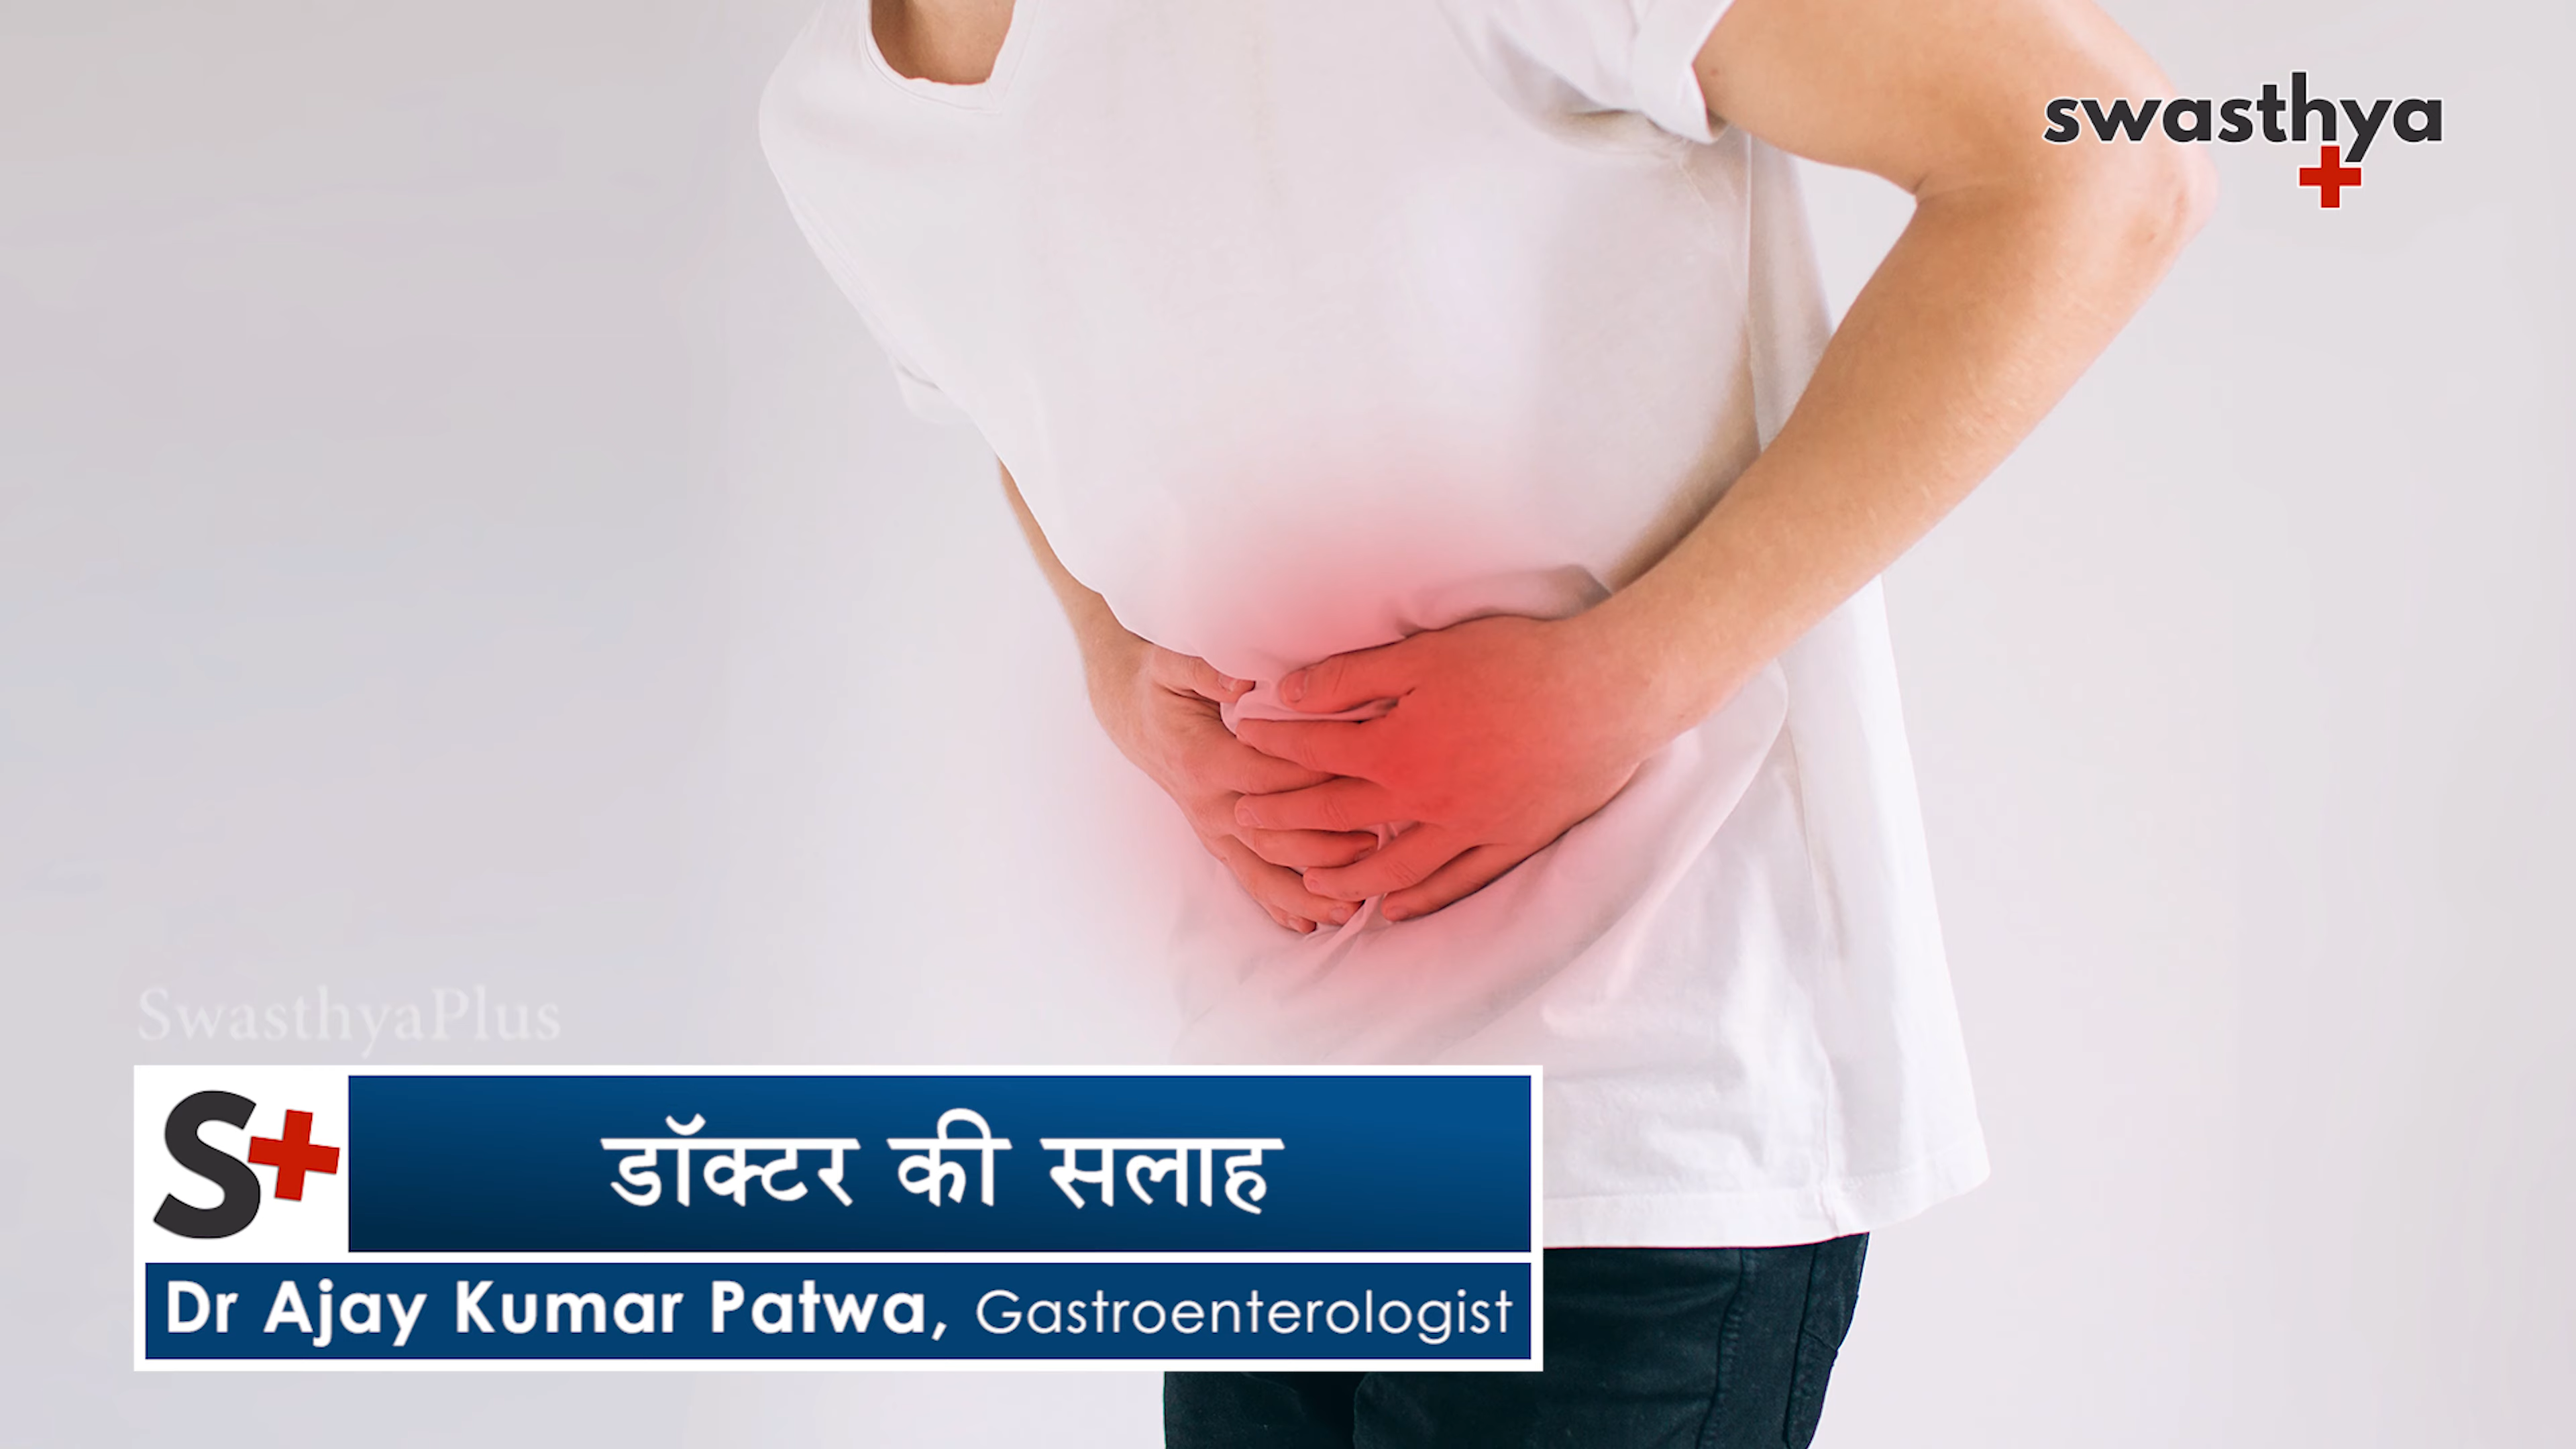 swasthya
+
SwasthyaPlus
S+
डॉक्टर की सलाह
Dr Ajay Kumar Patwa, Gastroenterologist